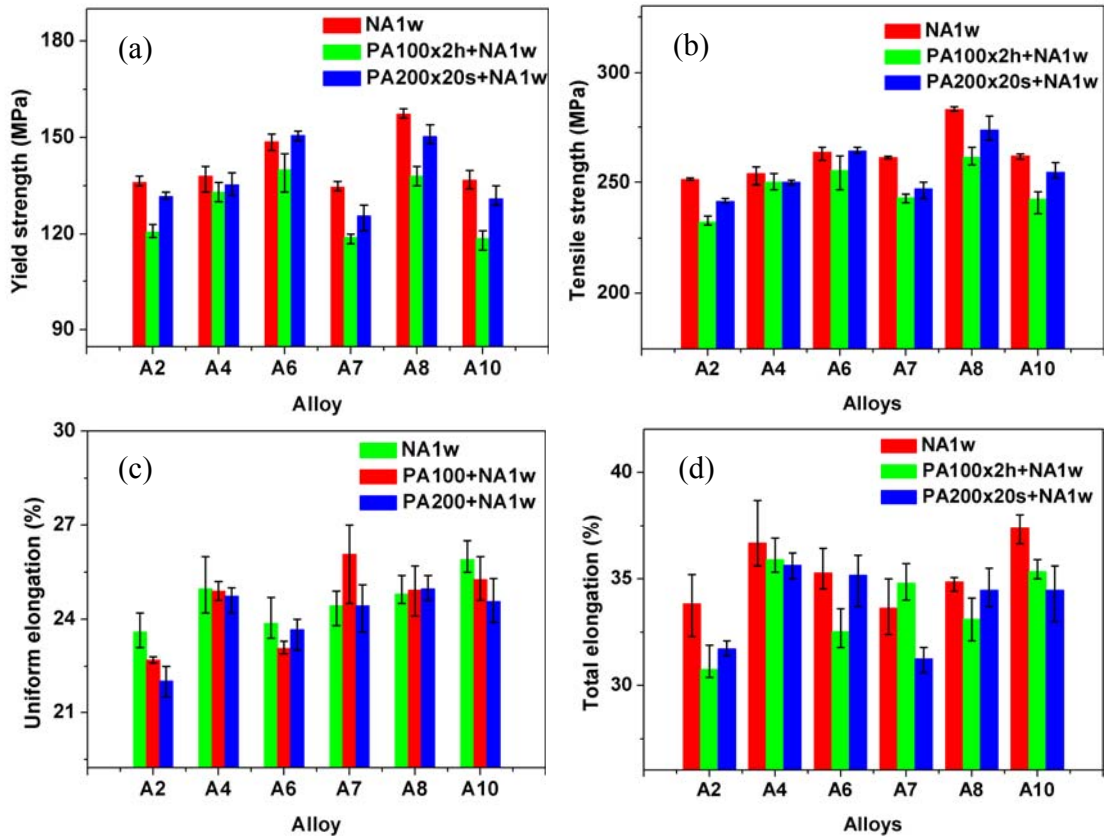 (a)
NA1w
PA100x2h+NA1w
PA200x20s+NA1w
Yield strength (MPa)
180
150
120
90
A2 A4 A6 A7 A8 A10
Alloy
(b)
NA1w
PA100x2h+NA1w
PA200x20s+NA1w
Tensile strength (MPa)
300
250
200
A2 A4 A6 A7 A8 A10
Alloys
(c)
NA1w
PA100+NA1w
PA200+NA1w
Uniform elongation (%)
30
27
24
21
A2 A4 A6 A7 A8 A10
Alloy
(d)
NA1w
PA100x2h+NA1w
PA200x20s+NA1w
Total elongation (%)
40
35
30
A2 A4 A6 A7 A8 A10
Alloys